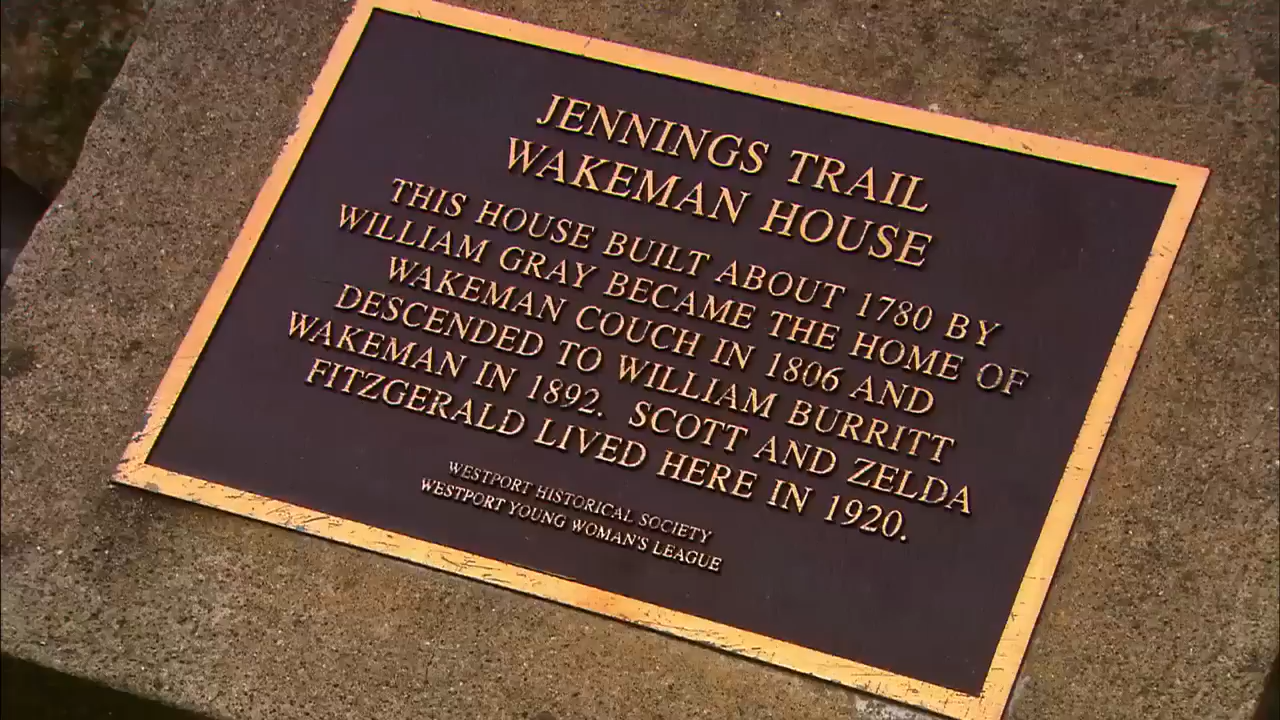 JENNINGS TRAIL
WAKEMAN HOUSE
THIS HOUSE BUILT ABOUT 1780 BY
WILLIAM GRAY BECAME THE HOME OF
WAKEMAN COUCH IN 1806 AND
DESCENDED TO WILLIAM BURRITT
WAKEMAN IN 1892. SCOTT AND ZELDA
FITZGERALD LIVED HERE IN 1920.
WESTPORT HISTORICAL SOCIETY
WESTPORT YOUNG WOMAN'S LEAGUE